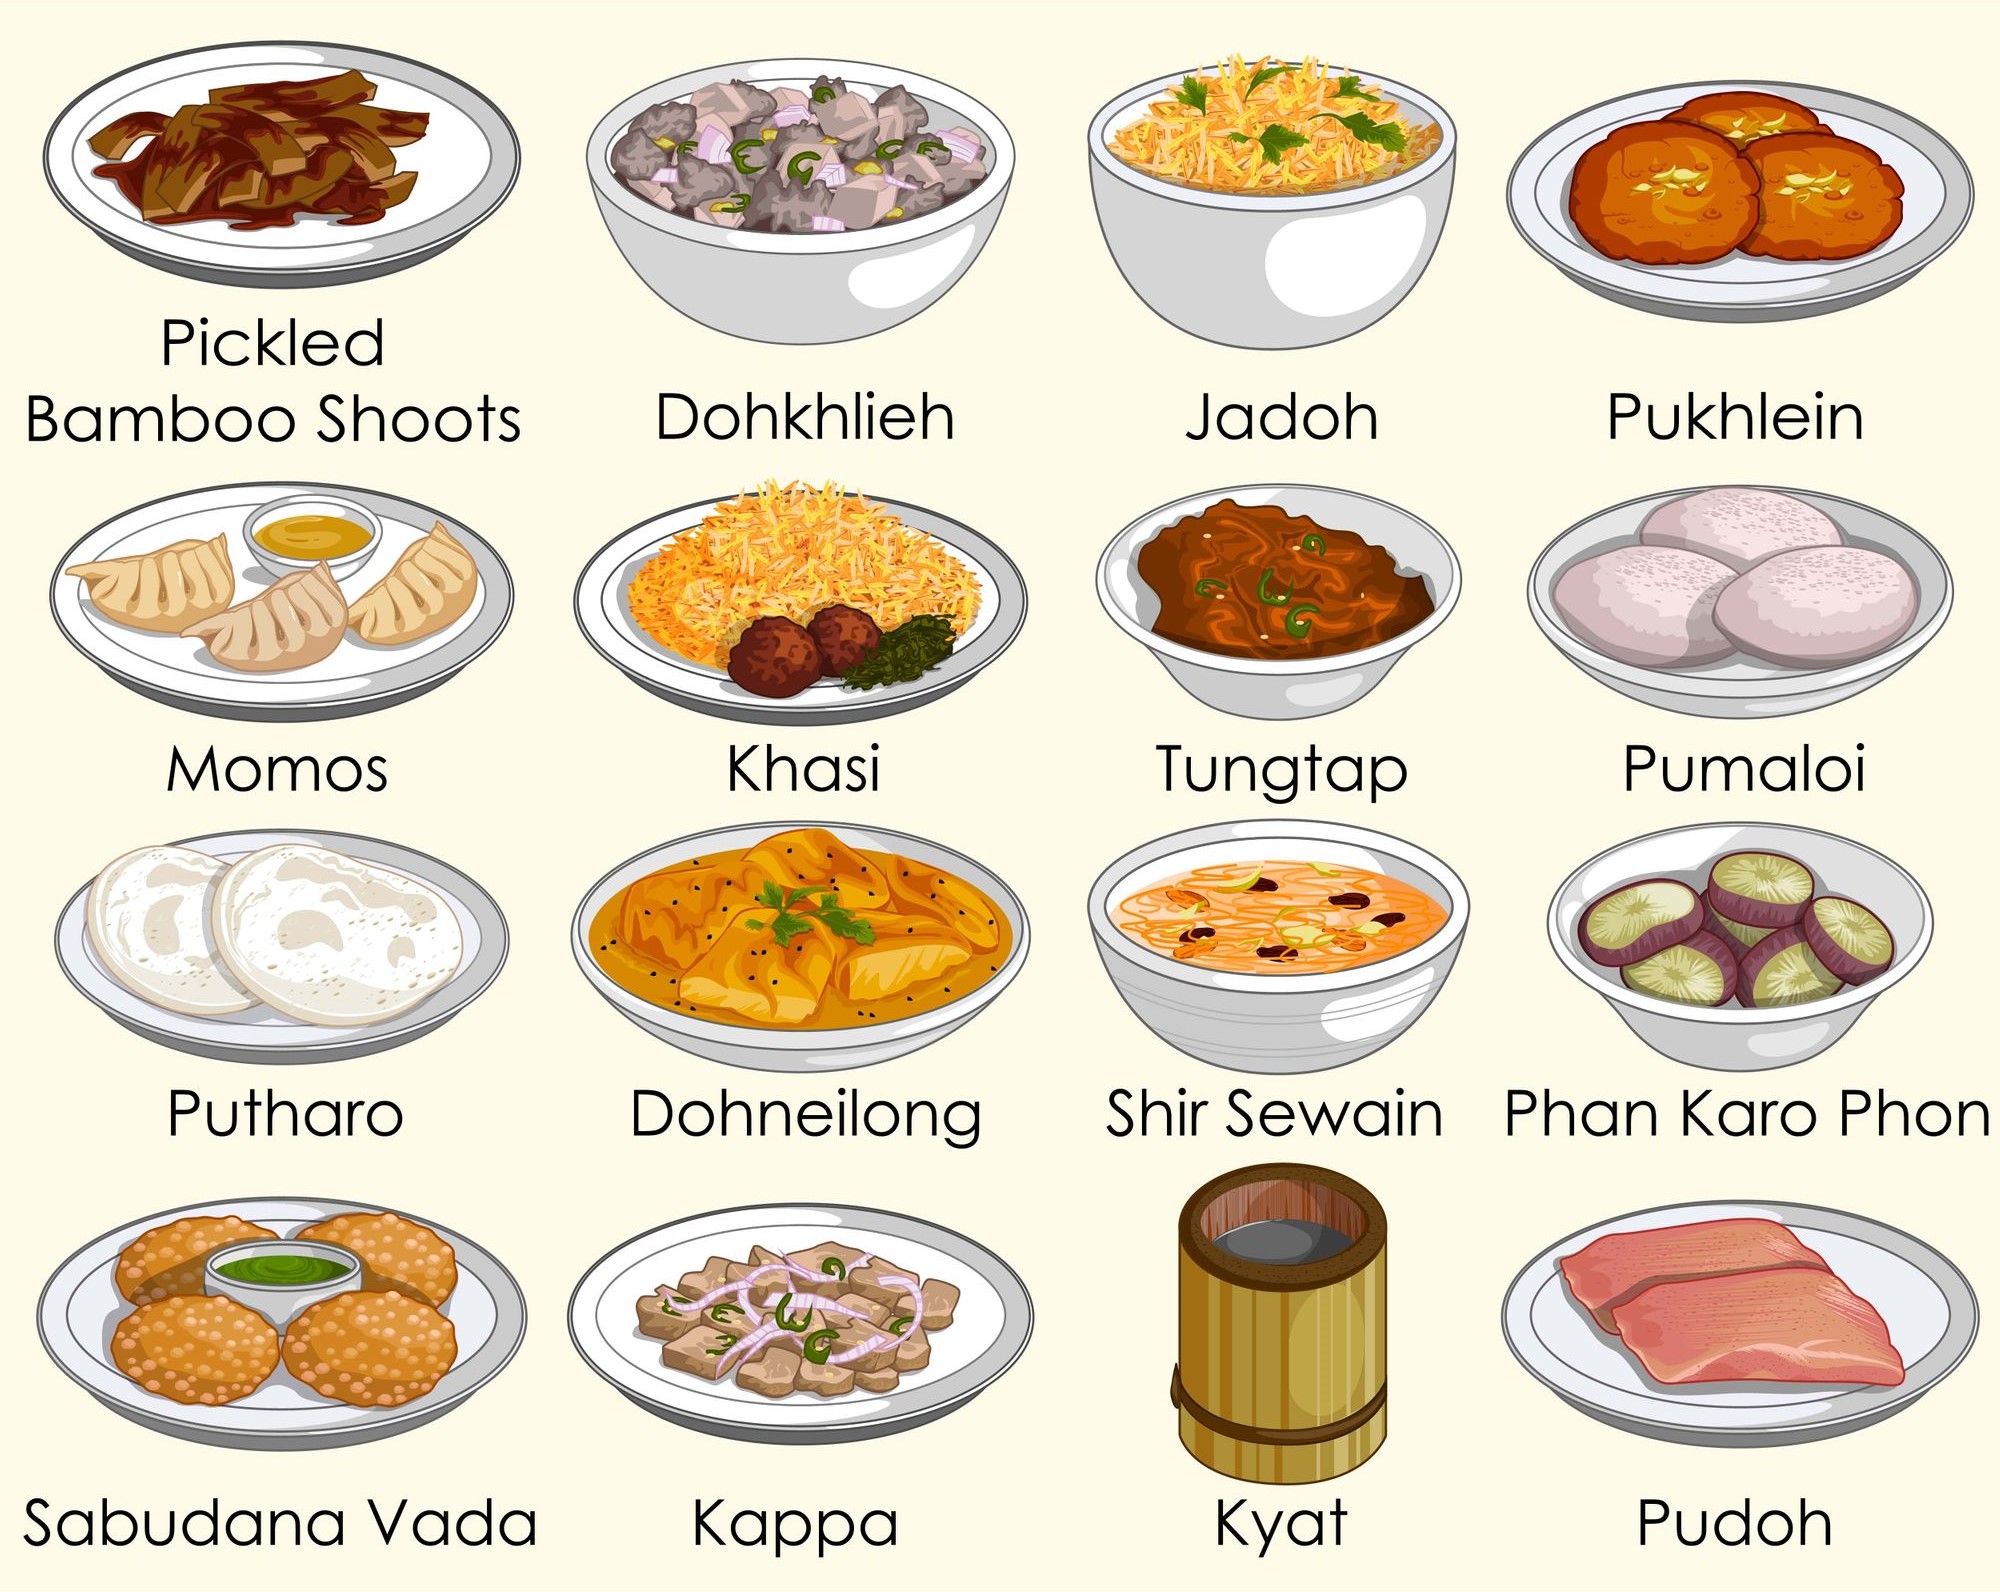 Pickled
Bamboo Shoots
Dohkhlieh
Jadoh
Pukhlein
Momos
Khasi
Tungtap
Pumaloi
Putharo
Dohneilong
Shir Sewain
Phan Karo Phon
Sabudana Vada
Kappa
Kyat
Pudoh